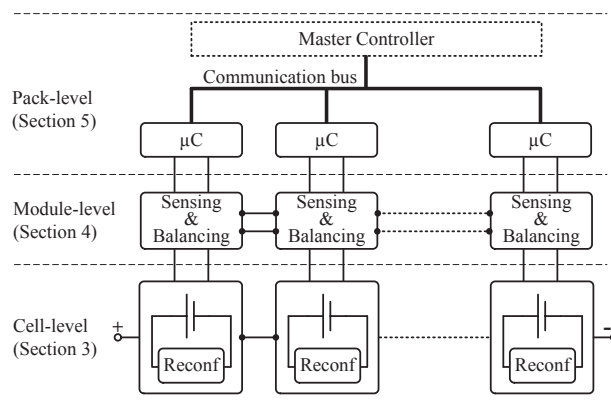 Master Controller
Communication bus
Pack-level
(Section 5)
µC
µC
µC
Module-level
(Section 4)
Sensing
&
Balancing
Sensing
&
Balancing
Sensing
&
Balancing
Cell-level
(Section 3)
+
Reconf
Reconf
Reconf
-